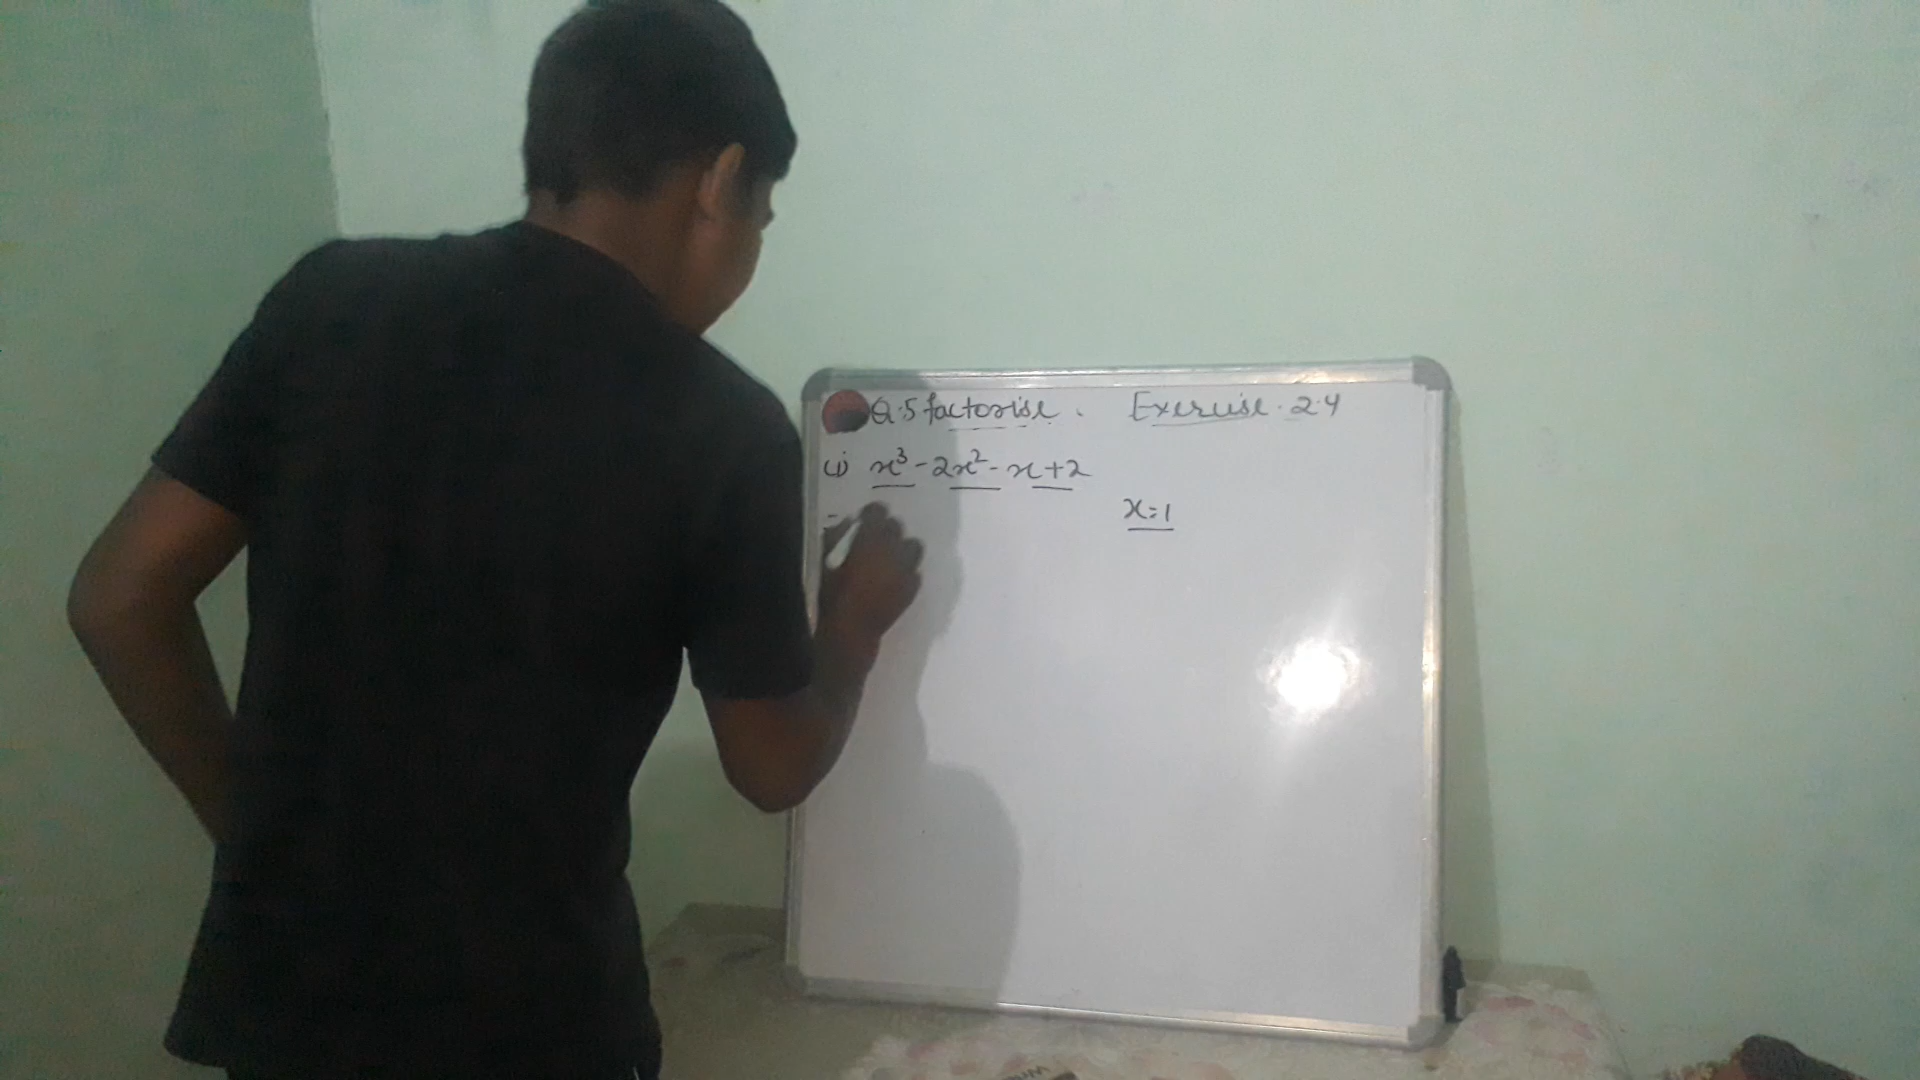 Q.5 factorise. Exercise. 2.4
(i) x³-2x²-x+2
x=1